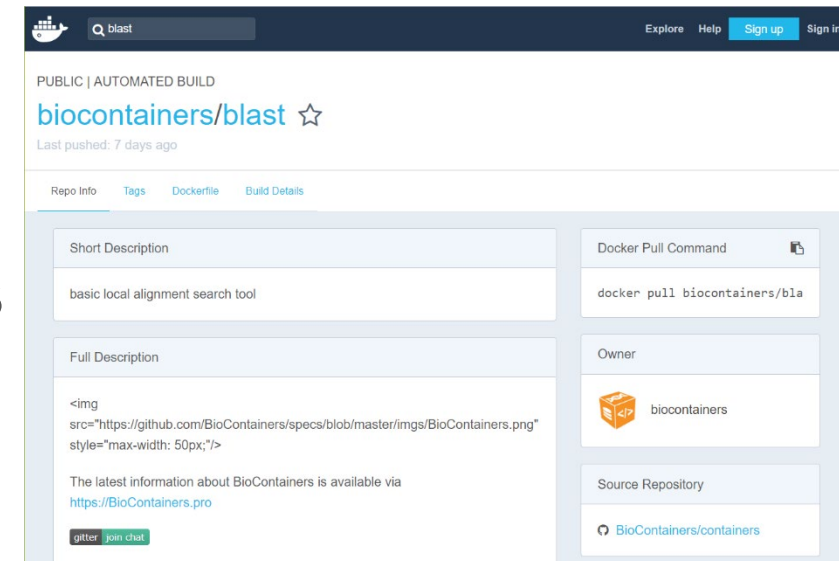 blast
Explore Help Sign up Sign in
PUBLIC | AUTOMATED BUILD
biocontainers/blast
Last pushed: 7 days ago
Repo Info Tags Dockerfile Build Details
Short Description
basic local alignment search tool
Full Description
<img
src="https://github.com/BioContainers/specs/blob/master/imgs/BioContainers.png"
style="max-width: 50px;"/>
The latest information about BioContainers is available via
https://BioContainers.pro
gitter join chat
Docker Pull Command
docker pull biocontainers/bla
Owner
biocontainers
Source Repository
BioContainers/containers
)